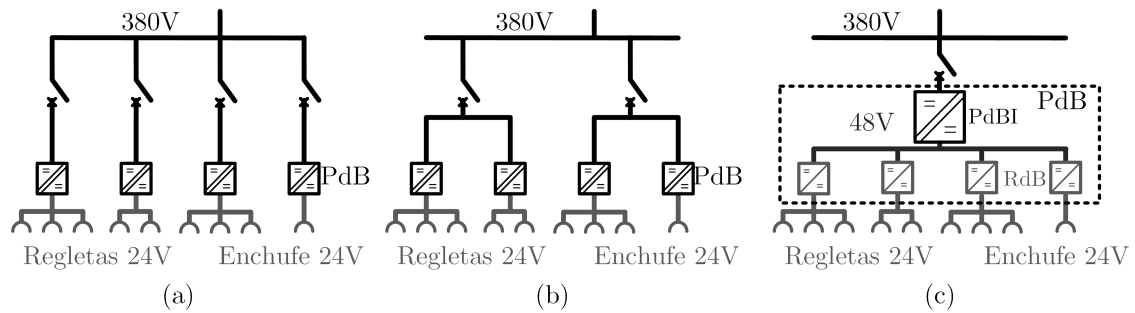 380V
PdB
Regletas 24V Enchufe 24V
(a)
380V
PdB
Regletas 24V Enchufe 24V
(b)
380V
PdB
48V PdBI
RdB
Regletas 24V Enchufe 24V
(c)